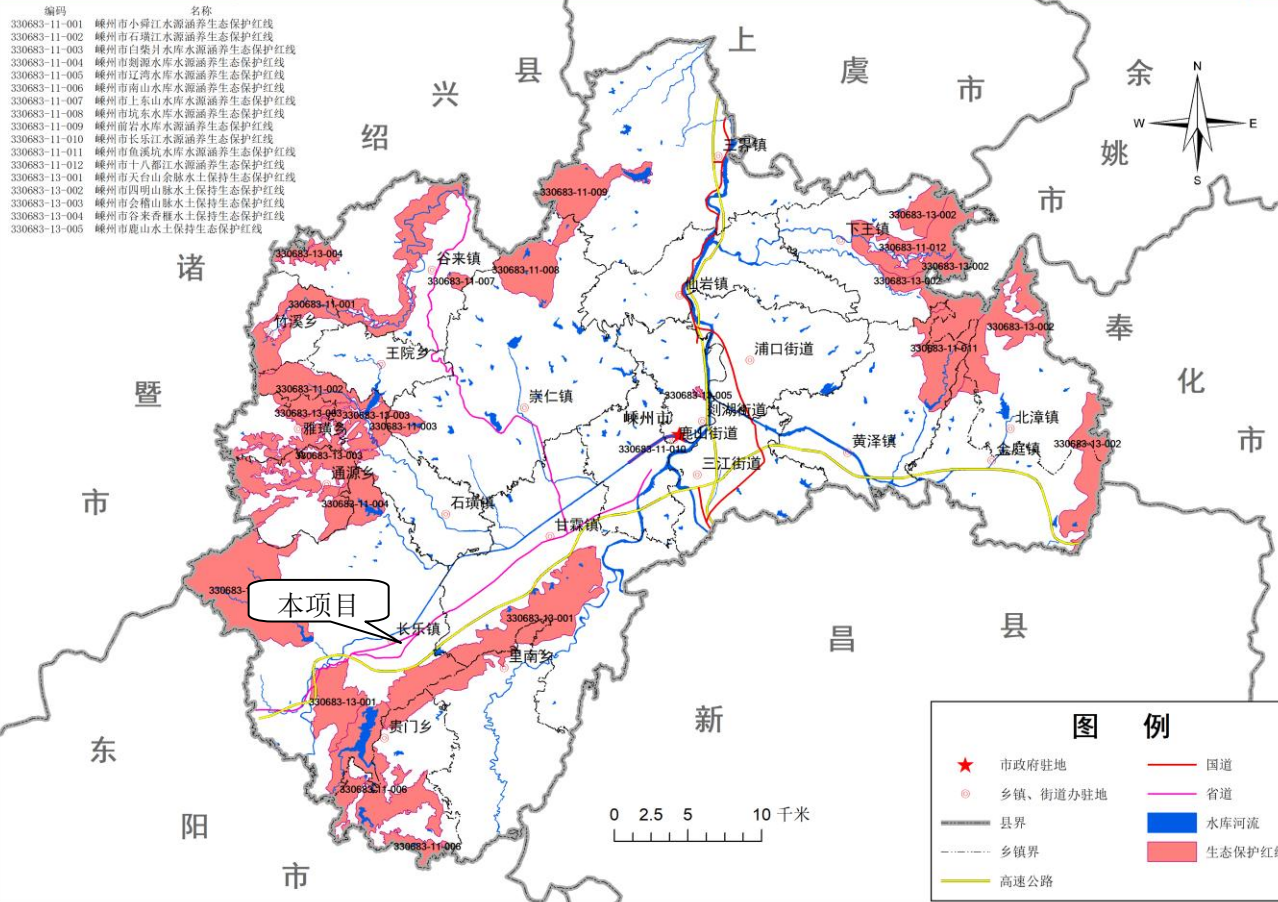 编码 名称
330683-11-001 嵊州市小舜江水源涵养生态保护红线
330683-11-002 嵊州市石璜江水源涵养生态保护红线
330683-11-003 嵊州市白柴月水库水源涵养生态保护红线
330683-11-004 嵊州市剡源水库水源涵养生态保护红线
330683-11-005 嵊州市辽湾水库水源涵养生态保护红线
330683-11-006 嵊州市南山水库水源涵养生态保护红线
330683-11-007 嵊州市上东山水库水源涵养生态保护红线
330683-11-008 嵊州市坑东水库水源涵养生态保护红线
330683-11-009 嵊州前岩水库水源涵养生态保护红线
330683-11-010 嵊州市长乐江水源涵养生态保护红线
330683-11-011 嵊州市鱼溪坑水库水源涵养生态保护红线
330683-11-012 嵊州市十八都江水源涵养生态保护红线
330683-13-001 嵊州市天台山余脉水土保持生态保护红线
330683-13-002 嵊州市四明山脉水土保持生态保护红线
330683-13-003 嵊州市会稽山脉水土保持生态保护红线
330683-13-004 嵊州市谷来香榧水土保持生态保护红线
330683-13-005 嵊州市鹿山水土保持生态保护红线
绍兴县
上虞市
余姚市
奉化市
诸暨市
东阳市
新昌县
N
W E
S
三界镇
330683-11-009
330683-13-002
下王镇
330683-11-012
330683-13-002
330683-13-002
330683-13-004
谷来镇
330683-11-007
330683-11-008
仙岩镇
330683-11-001
竹溪乡
330683-13-002
王院乡
浦口街道
330683-11-011
330683-11-002
崇仁镇
330683-13-005
330683-13-003
330683-13-003
剡湖街道
嵊州市
北漳镇
雅璜乡
330683-11-003
鹿山街道
黄泽镇
330683-11-010
金庭镇
330683-13-002
330683-13-003
通源乡
三江街道
330683-11-004
石璜镇
甘霖镇
330683-
本项目
长乐镇
330683-13-001
里南乡
330683-13-001
贵门乡
330683-11-006
330683-11-006
0 2.5 5 10 千米
图 例
市政府驻地
国道
乡镇、街道办驻地
省道
县界
水库河流
乡镇界
生态保护红
高速公路